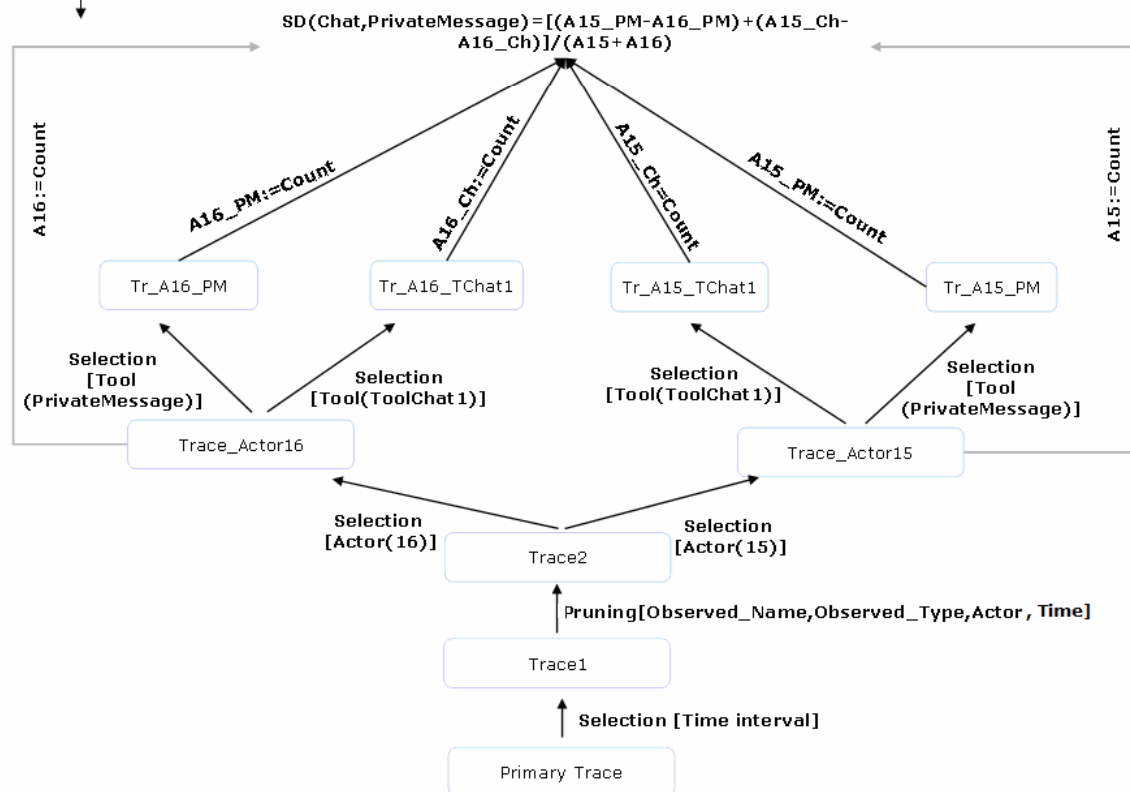 SD(Chat,PrivateMessage)=[(A15_PM-A16_PM)+(A15_Ch-
A16_Ch)]/(A15+A16)
A16:=Count
A16_PM:=Count
A16_Ch:=Count
A15_Ch=Count
A15_PM:=Count
A15:=Count
Tr_A16_PM
Tr_A16_TChat1
Tr_A15_TChat1
Tr_A15_PM
Selection
[Tool
(PrivateMessage)]
Selection
[Tool(ToolChat1)]
Selection
[Tool(ToolChat1)]
Selection
[Tool
(PrivateMessage)]
Trace_Actor16
Trace_Actor15
Selection
[Actor(16)]
Selection
[Actor(15)]
Trace2
Pruning[Observed_Name,Observed_Type,Actor , Time]
Trace1
Selection [Time interval]
Primary Trace